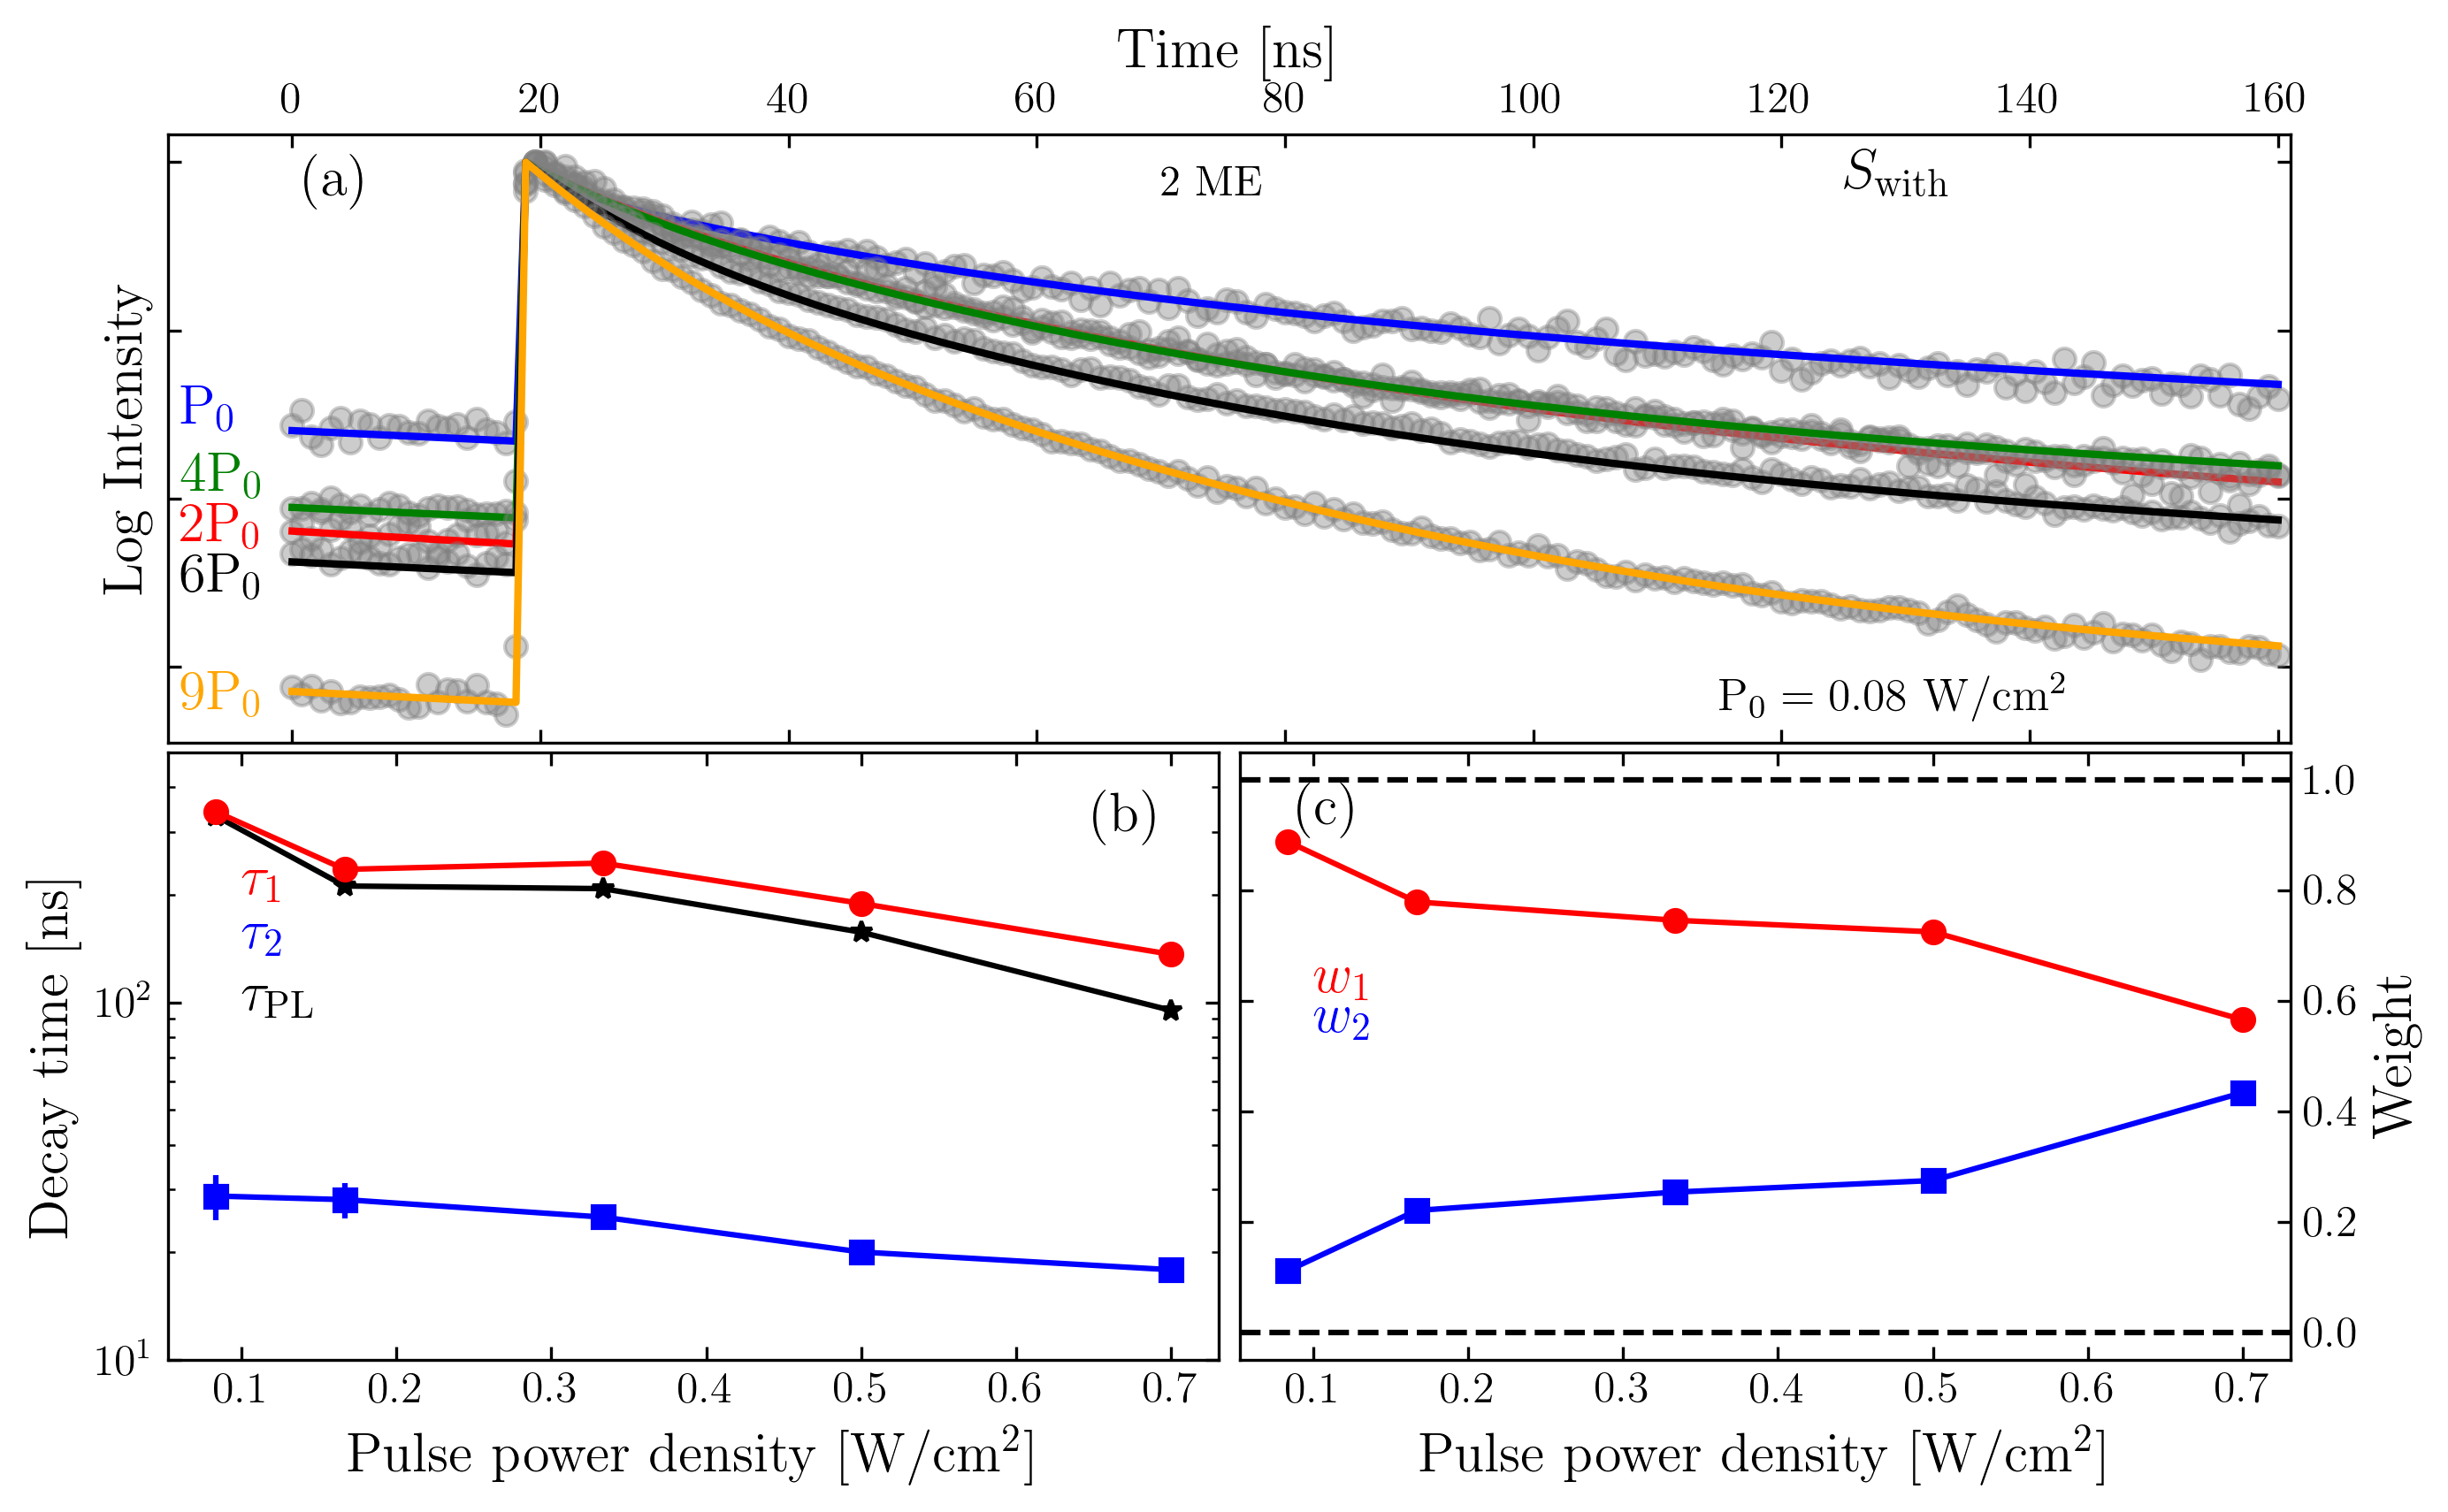 Time [ns]
0 20 40 60 80 100 120 140 160
(a) 2 ME S_with
Log Intensity
P_0
4P_0
2P_0
6P_0
9P_0
P_0 = 0.08 W/cm^2
(b)
τ_1
τ_2
τ_PL
Decay time [ns]
10^2
10^1
0.1 0.2 0.3 0.4 0.5 0.6 0.7
Pulse power density [W/cm^2]
(c)
w_1
w_2
1.0
0.8
0.6
0.4
0.2
0.0
Weight
0.1 0.2 0.3 0.4 0.5 0.6 0.7
Pulse power density [W/cm^2]